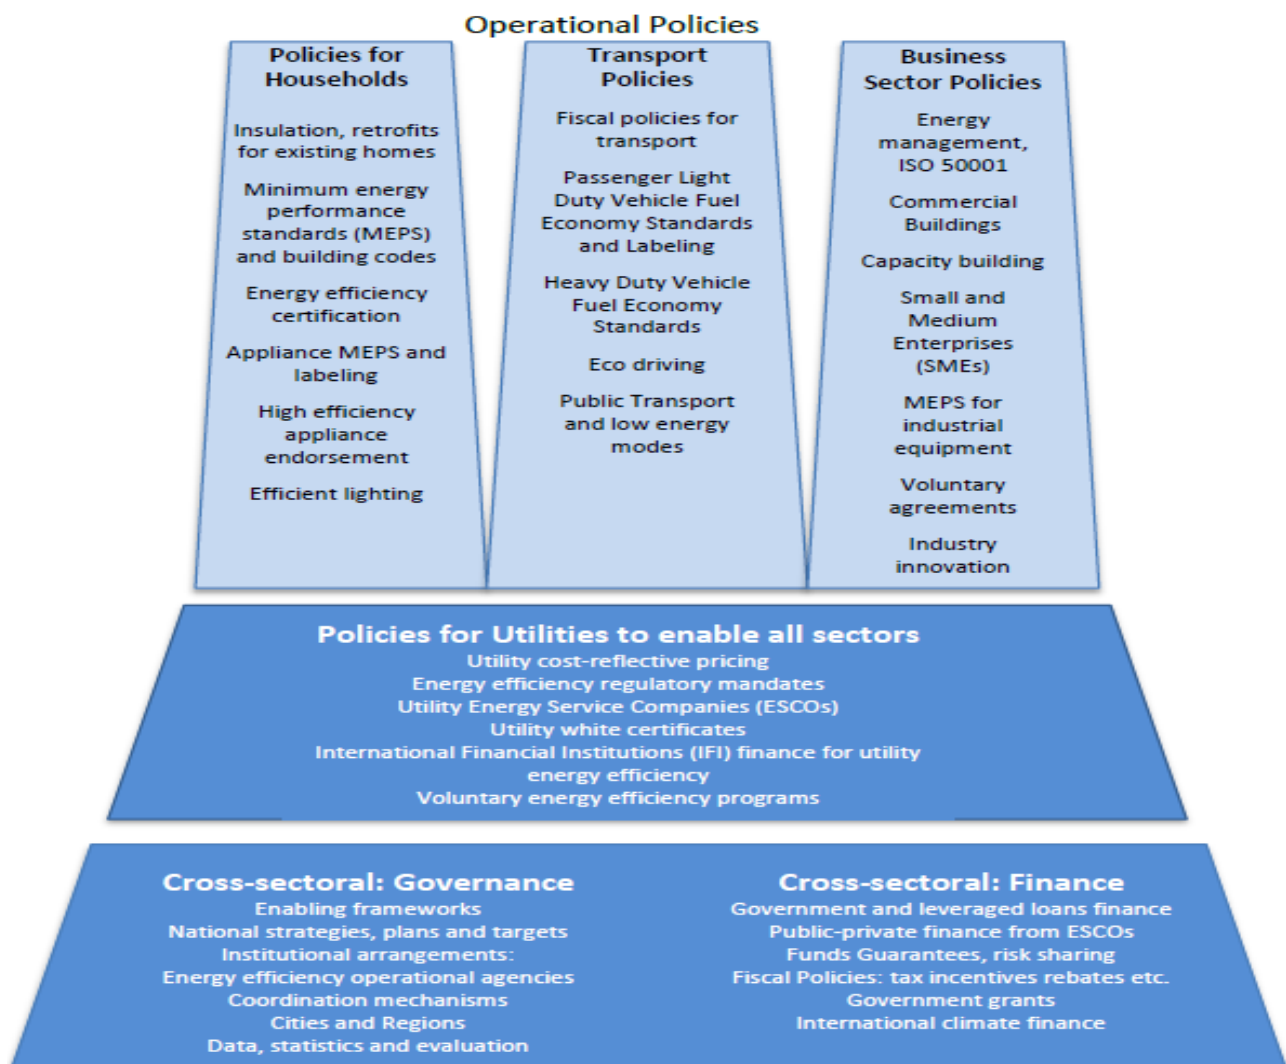 Operational Policies
Policies for
Households
Insulation, retrofits
for existing homes
Minimum energy
performance
standards (MEPS)
and building codes
Energy efficiency
certification
Appliance MEPS and
labeling
High efficiency
appliance
endorsement
Efficient lighting
Transport
Policies
Fiscal policies for
transport
Passenger Light
Duty Vehicle Fuel
Economy Standards
and Labeling
Heavy Duty Vehicle
Fuel Economy
Standards
Eco driving
Public Transport
and low energy
modes
Business
Sector Policies
Energy
management,
ISO 50001
Commercial
Buildings
Capacity building
Small and
Medium
Enterprises
(SMEs)
MEPS for
industrial
equipment
Voluntary
agreements
Industry
innovation
Policies for Utilities to enable all sectors
Utility cost-reflective pricing
Energy efficiency regulatory mandates
Utility Energy Service Companies (ESCOs)
Utility white certificates
International Financial Institutions (IFI) finance for utility
energy efficiency
Voluntary energy efficiency programs
Cross-sectoral: Governance
Enabling frameworks
National strategies, plans and targets
Institutional arrangements:
Energy efficiency operational agencies
Coordination mechanisms
Cities and Regions
Data, statistics and evaluation
Cross-sectoral: Finance
Government and leveraged loans finance
Public-private finance from ESCOs
Funds Guarantees, risk sharing
Fiscal Policies: tax incentives rebates etc.
Government grants
International climate finance